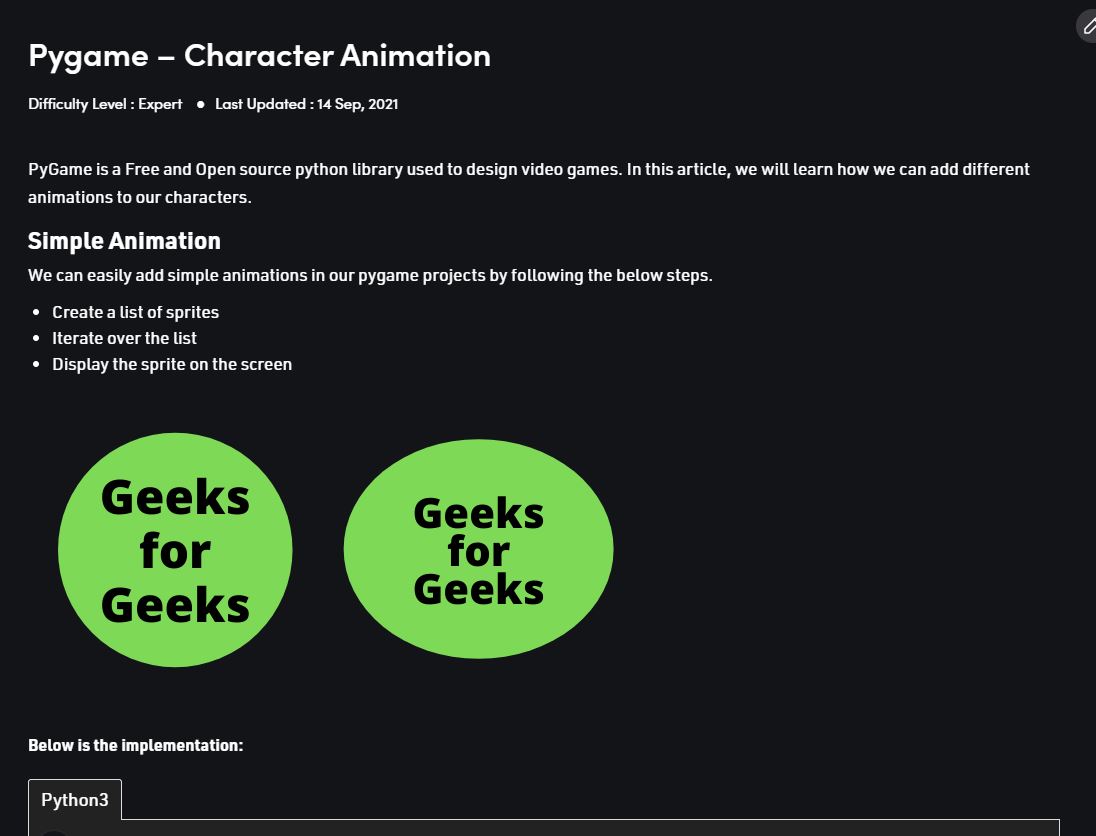 Pygame – Character Animation
Difficulty Level : Expert ● Last Updated : 14 Sep, 2021
PyGame is a Free and Open source python library used to design video games. In this article, we will learn how we can add different
animations to our characters.
Simple Animation
We can easily add simple animations in our pygame projects by following the below steps.
• Create a list of sprites
• Iterate over the list
• Display the sprite on the screen
Geeks
for
Geeks
Geeks
for
Geeks
Below is the implementation:
Python3